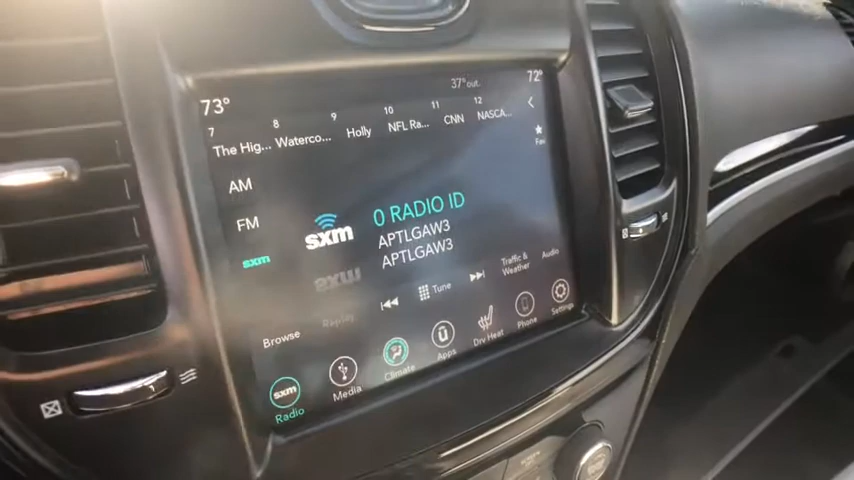 73°
37°out
72°
7 8 9 10 11 12
The Hig... Waterco... Holly NFL Ra... CNN NASCA...
Fav
AM
FM
sxm
sxm
0 RADIO ID
APTLGAW3
APTLGAW3
Browse Replay Tune Traffic & Weather Audio
sxm
Radio Media Climate Apps Drv Heat Phone Settings